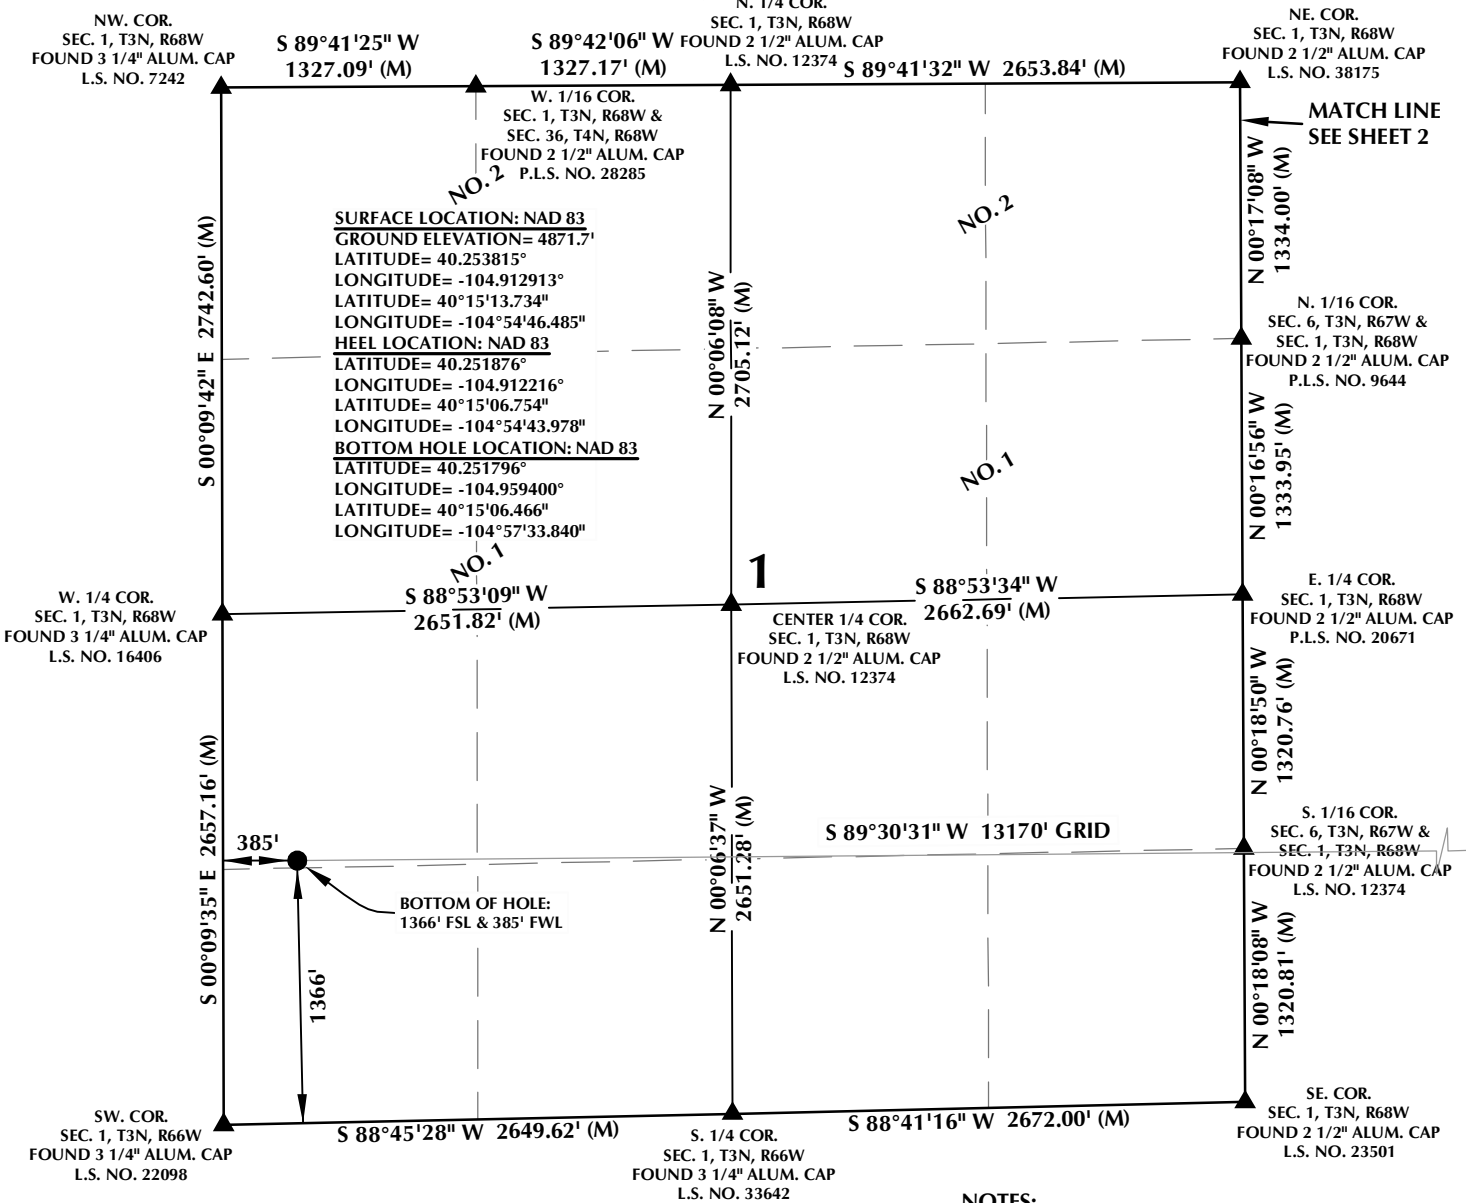 NW. COR.
SEC. 1, T3N, R68W
FOUND 3 1/4" ALUM. CAP
L.S. NO. 7242
S 89°41'25" W
1327.09' (M)
S 89°42'06" W
1327.17' (M)
N. 1/4 COR.
SEC. 1, T3N, R68W
FOUND 2 1/2" ALUM. CAP
L.S. NO. 12374
S 89°41'32" W 2653.84' (M)
NE. COR.
SEC. 1, T3N, R68W
FOUND 2 1/2" ALUM. CAP
L.S. NO. 38175
MATCH LINE
SEE SHEET 2
W. 1/16 COR.
SEC. 1, T3N, R68W &
SEC. 36, T4N, R68W
FOUND 2 1/2" ALUM. CAP
P.L.S. NO. 28285
NO. 2
NO. 2
N 00°17'08" W
1334.00' (M)
SURFACE LOCATION: NAD 83
GROUND ELEVATION= 4871.7'
LATITUDE= 40.253815°
LONGITUDE= -104.912913°
LATITUDE= 40°15'13.734"
LONGITUDE= -104°54'46.485"
HEEL LOCATION: NAD 83
LATITUDE= 40.251876°
LONGITUDE= -104.912216°
LATITUDE= 40°15'06.754"
LONGITUDE= -104°54'43.978"
BOTTOM HOLE LOCATION: NAD 83
LATITUDE= 40.251796°
LONGITUDE= -104.959400°
LATITUDE= 40°15'06.466"
LONGITUDE= -104°57'33.840"
S 00°09'42" E 2742.60' (M)
N 00°06'08" W
2705.12' (M)
N. 1/16 COR.
SEC. 6, T3N, R67W &
SEC. 1, T3N, R68W
FOUND 2 1/2" ALUM. CAP
P.L.S. NO. 9644
N 00°16'56" W
1333.95' (M)
NO. 1
NO. 1
1
W. 1/4 COR.
SEC. 1, T3N, R68W
FOUND 3 1/4" ALUM. CAP
L.S. NO. 16406
S 88°53'09" W
2651.82' (M)
S 88°53'34" W
2662.69' (M)
CENTER 1/4 COR.
SEC. 1, T3N, R68W
FOUND 2 1/2" ALUM. CAP
L.S. NO. 12374
E. 1/4 COR.
SEC. 1, T3N, R68W
FOUND 2 1/2" ALUM. CAP
P.L.S. NO. 20671
N 00°18'50" W
1320.76' (M)
S 00°09'35" E 2657.16' (M)
385'
N 00°06'37" W
2651.28' (M)
S 89°30'31" W 13170' GRID
S. 1/16 COR.
SEC. 6, T3N, R67W &
SEC. 1, T3N, R68W
FOUND 2 1/2" ALUM. CAP
L.S. NO. 12374
BOTTOM OF HOLE:
1366' FSL & 385' FWL
1366'
N 00°18'08" W
1320.81' (M)
SW. COR.
SEC. 1, T3N, R66W
FOUND 3 1/4" ALUM. CAP
L.S. NO. 22098
S 88°45'28" W 2649.62' (M)
S. 1/4 COR.
SEC. 1, T3N, R66W
FOUND 3 1/4" ALUM. CAP
L.S. NO. 33642
S 88°41'16" W 2672.00' (M)
SE. COR.
SEC. 1, T3N, R68W
FOUND 2 1/2" ALUM. CAP
L.S. NO. 23501
NOTES: